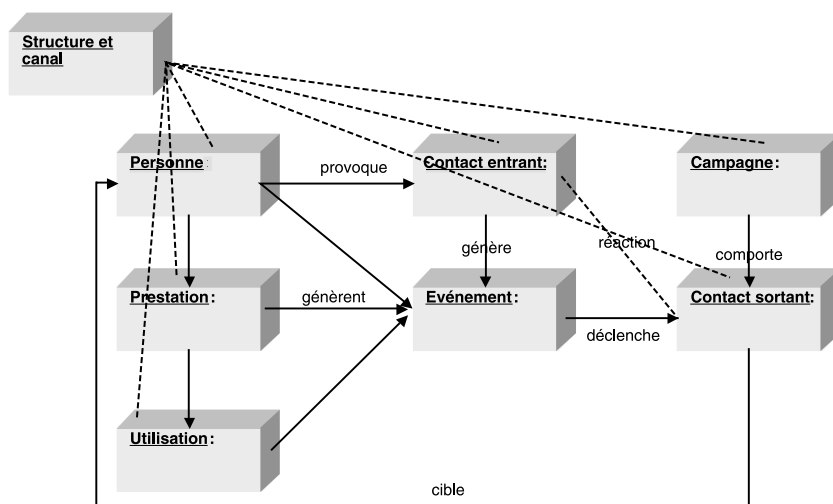 Structure et
canal
Personne:
provoque
Contact entrant:
Campagne:
génère
réaction
comporte
Prestation:
génèrent
Evénement:
Contact sortant:
déclenche
Utilisation:
cible